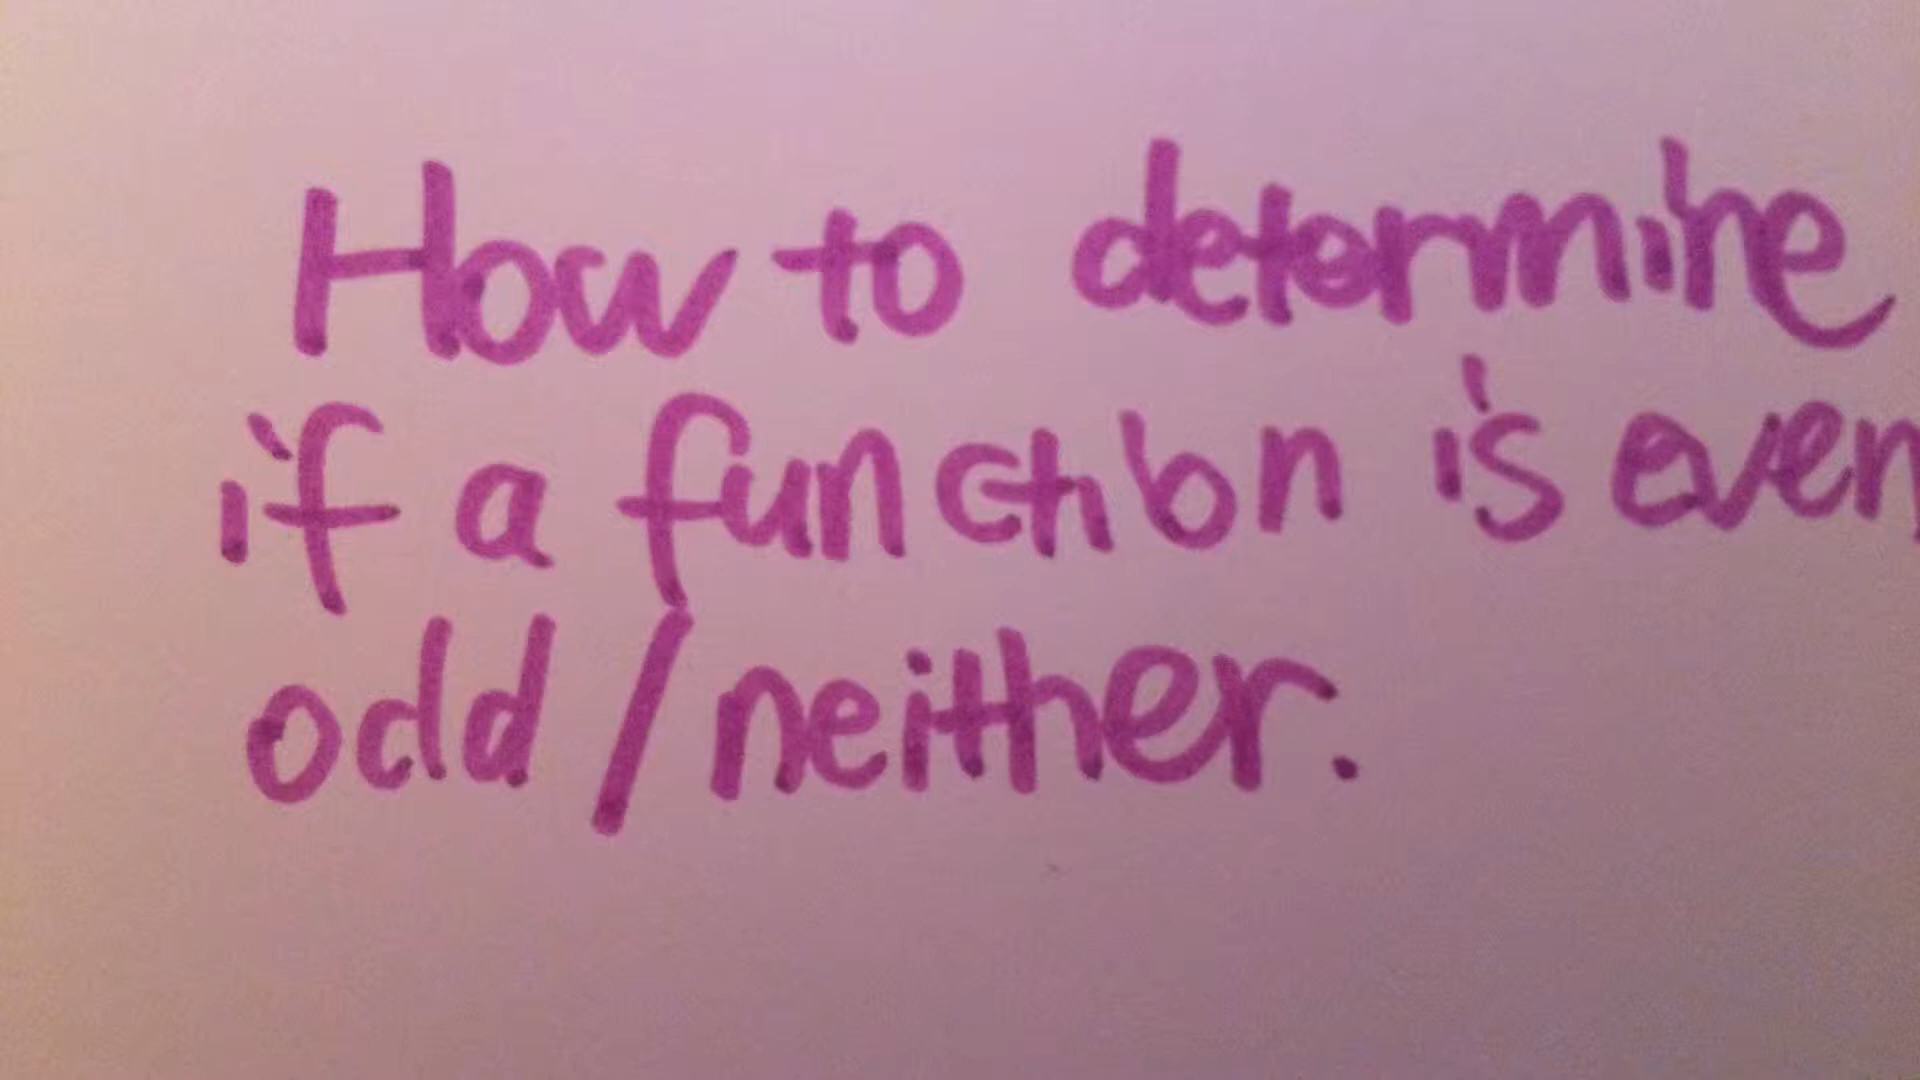 How to determine
if a function is even
odd/neither.